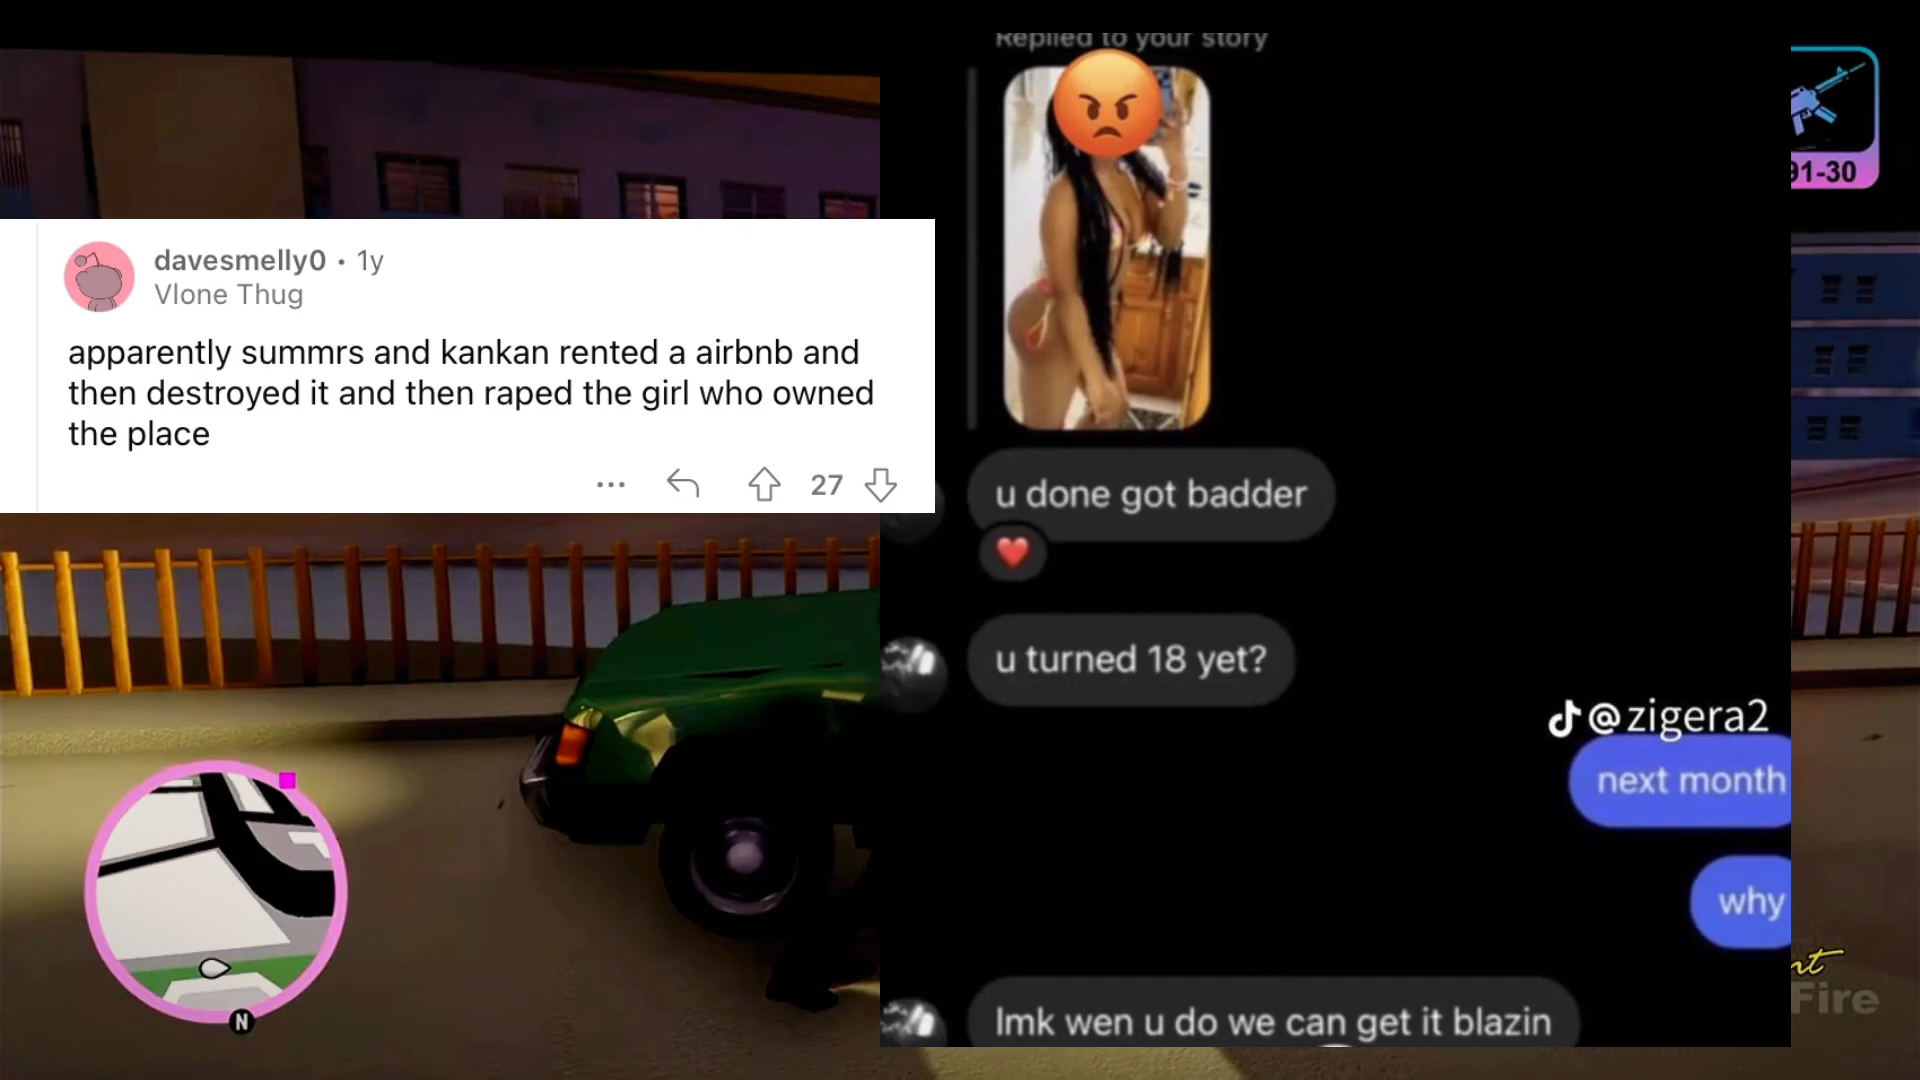 Replied to your story
91-30
davesmelly0 • 1y
Vlone Thug
apparently summrs and kankan rented a airbnb and
then destroyed it and then raped the girl who owned
the place
27
u done got badder
u turned 18 yet?
@zigera2
next month
why
lmk wen u do we can get it blazin
N
nt
Fire